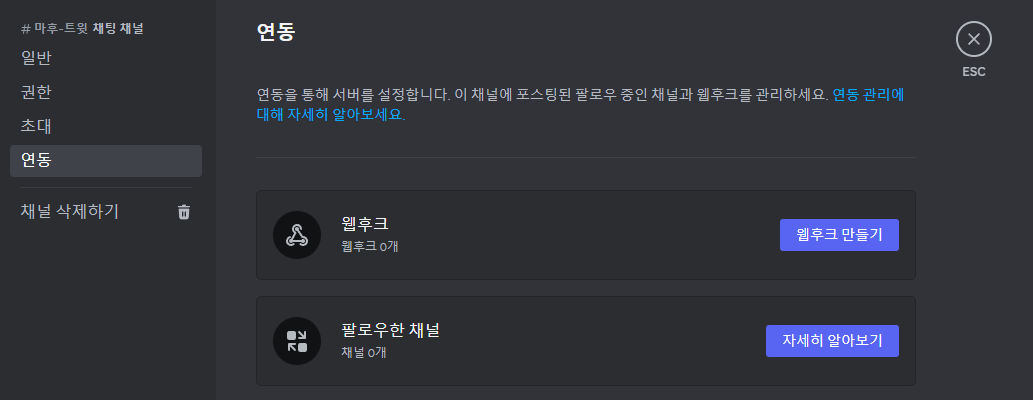 # 마후-트윗 채팅 채널
일반
권한
초대
연동
채널 삭제하기
연동
ESC
연동을 통해 서버를 설정합니다. 이 채널에 포스팅된 팔로우 중인 채널과 웹후크를 관리하세요. 연동 관리에
대해 자세히 알아보세요.
웹후크
웹후크 0개
웹후크 만들기
팔로우한 채널
채널 0개
자세히 알아보기